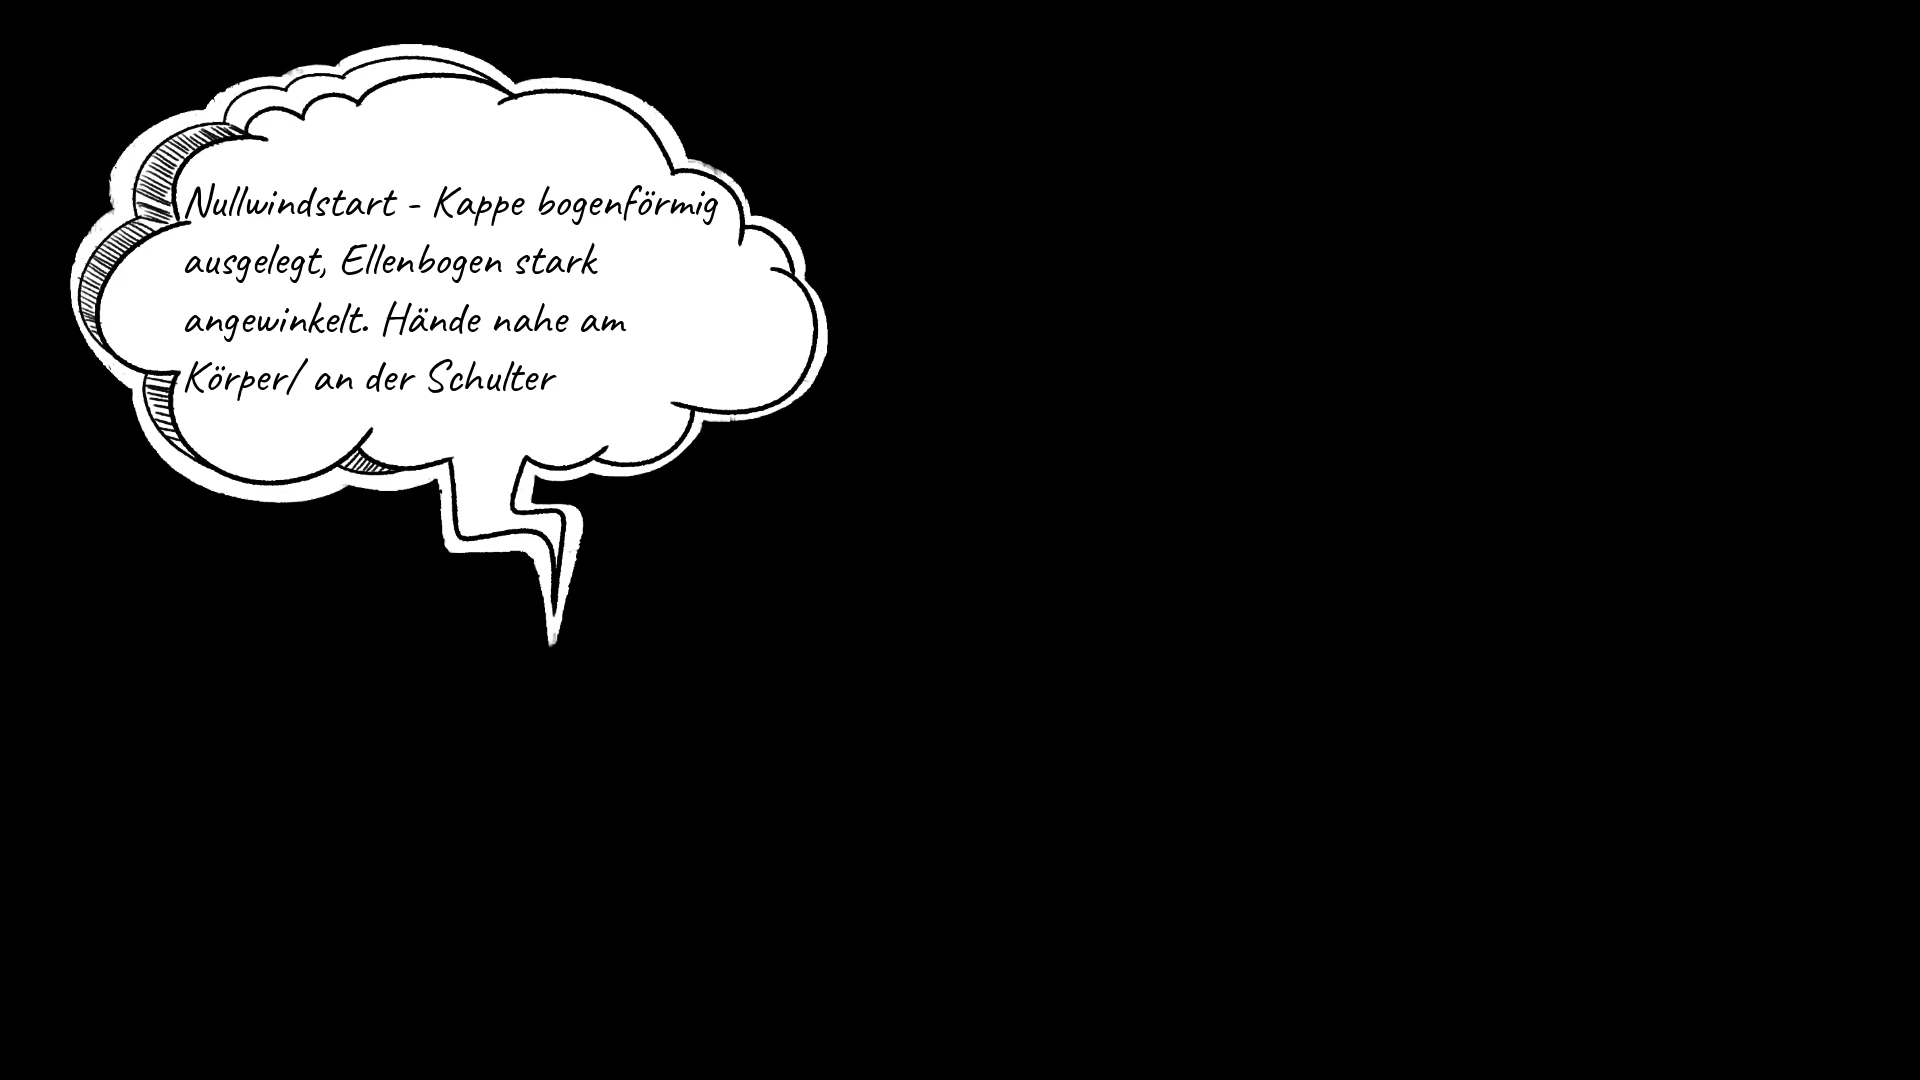 Nullwindstart - Kappe bogenförmig
ausgelegt, Ellenbogen stark
angewinkelt. Hände nahe am
Körper/ an der Schulter